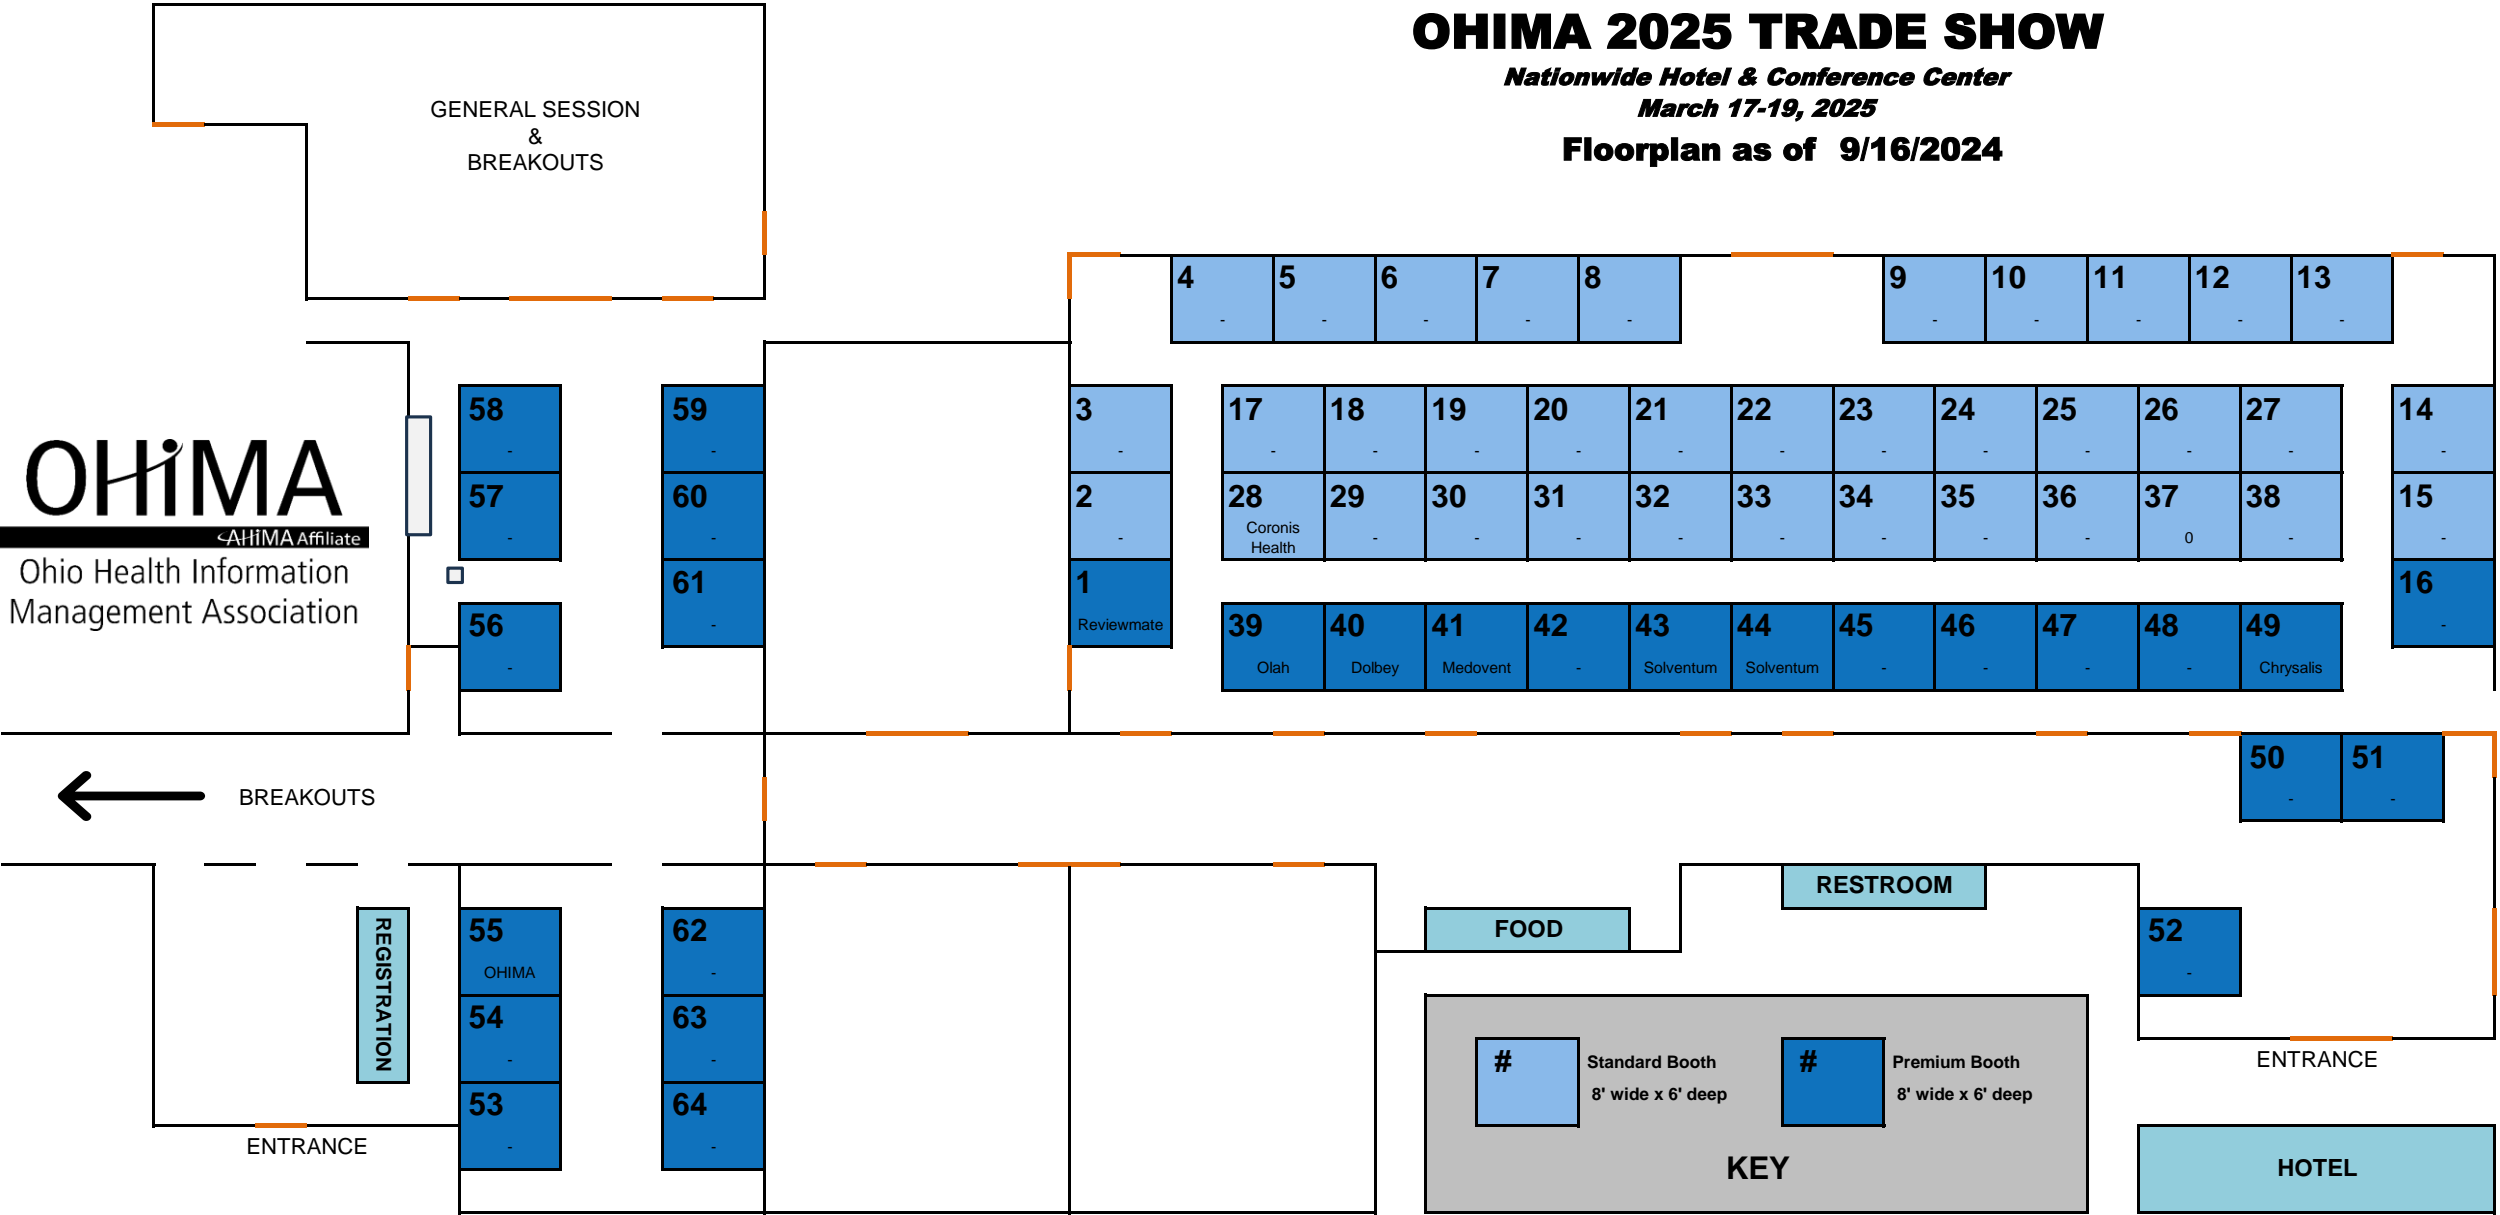 OHIMA 2025 TRADE SHOW
Nationwide Hotel & Conference Center
March 17-19, 2025
Floorplan as of 9/16/2024
GENERAL SESSION
&
BREAKOUTS
4 5 6 7 8 9 10 11 12 13
- - - - - - - - - -
58 59 3 17 18 19 20 21 22 23 24 25 26 27 14
- - - - - - - - - - - - - - -
OHiMA
AHiMA Affiliate
Ohio Health Information
Management Association
57 60 2 28 29 30 31 32 33 34 35 36 37 38 15
- - - Coronis - - - - - - - - 0 - -
Health
61 1 16
- Reviewmate -
56 39 40 41 42 43 44 45 46 47 48 49
- Olah Dolbey Medovent - Solventum Solventum - - - - Chrysalis
50 51
- -
BREAKOUTS
RESTROOM
FOOD
REGISTRATION
55 62 52
OHIMA - -
54 63
- -
53 64
- -
# Standard Booth # Premium Booth
8' wide x 6' deep 8' wide x 6' deep
KEY
ENTRANCE
ENTRANCE
HOTEL